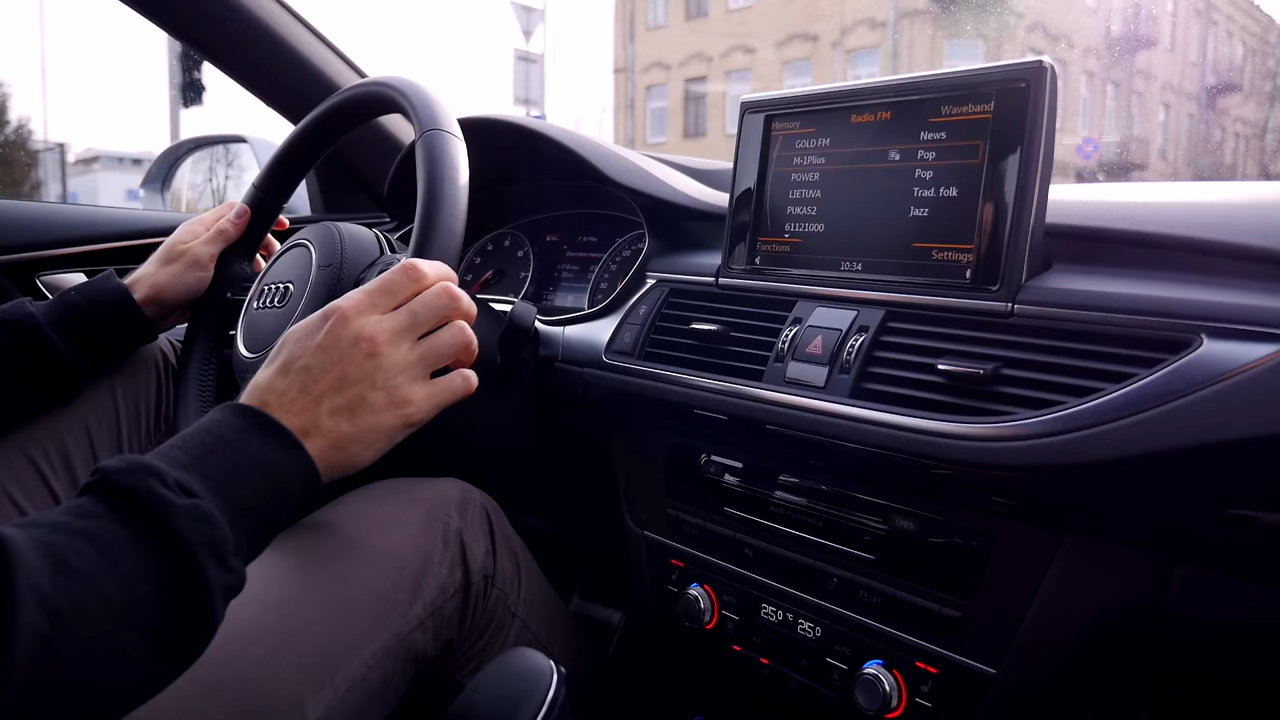 Memory
Radio FM
Waveband
GOLD FM
News
M-1Plius
Pop
POWER
Pop
LIETUVA
Trad. folk
PUKAS2
Jazz
61121000
Functions
Settings
10:34
25.0 °C 25.0